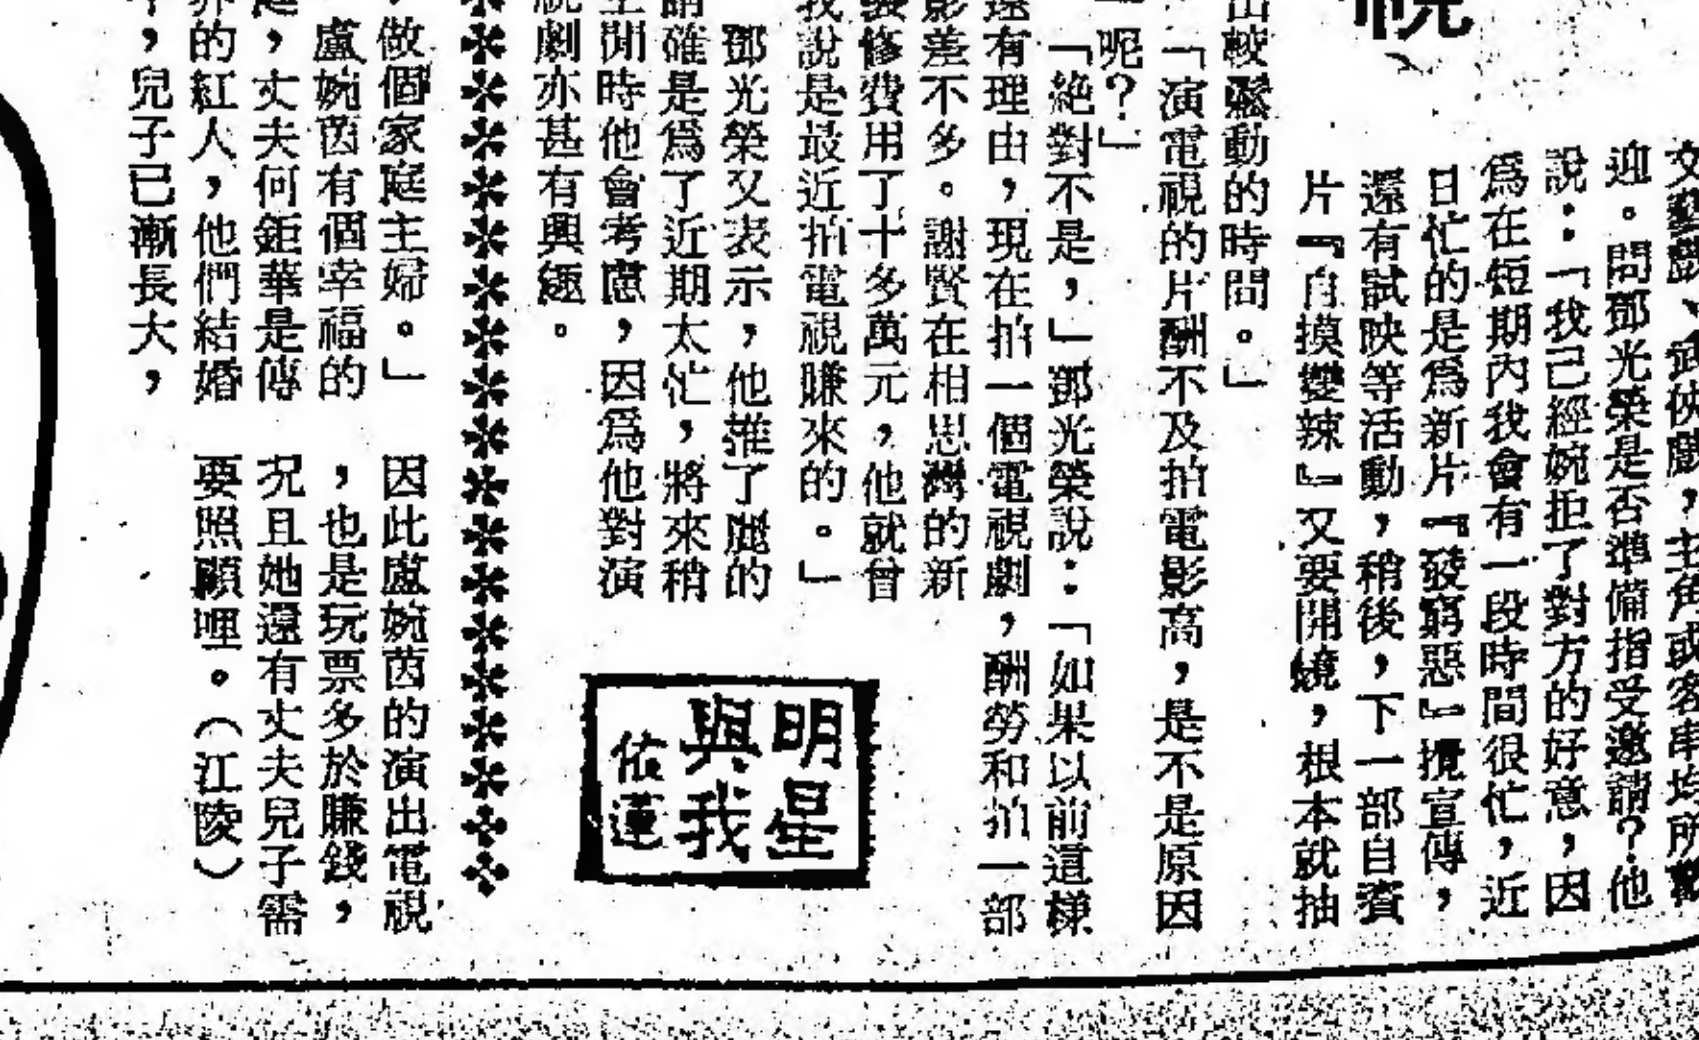 文藝戲、武俠戲，主角或客串均所歡
迎。問鄧光榮是否準備指受邀請？他
說：「我已經婉拒了對方的好意，因
爲在短期內我會有一段時間很忙，近
日忙的是爲新片『發窮惡』攪宣傳，
還有試映等活動，稍後，下一部自資
片『自摸雙辣』又要開鏡，根本就抽
出較鬆動的時間。」
「演電視的片酬不及拍電影高，是不是原因
呢？」
「絕對不是，」鄧光榮說：「如果以前這樣
還有理由，現在拍一個電視劇，酬勞和拍一部
影差不多。謝賢在相思灣的新
裝修費用了十多萬元，他就曾
我說是最近拍電視賺來的。」
鄧光榮又表示，他推了麗的
請確是爲了近期太忙，將來稍
閒時他會考慮，因爲他對演
視劇亦甚有興趣。
明星
與我
依蓮
做個家庭主婦。」
盧婉茵有個幸福的
庭，丈夫何鉅華是傳
界的紅人，他們結婚
年，兒子已漸長大，
因此盧婉茵的演出電視
，也是玩票多於賺錢，
况且她還有丈夫兒子需
要照顧哩。（江陵）